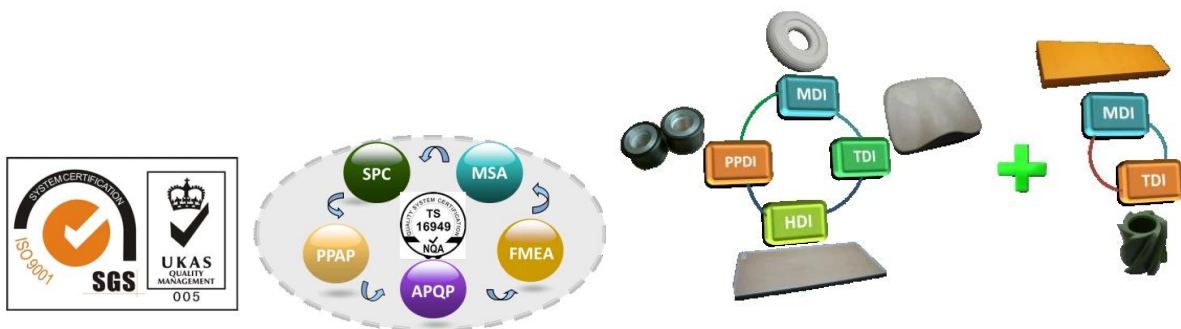 SYSTEM CERTIFICATION
ISO 9001
SGS
UKAS
QUALITY
MANAGEMENT
005
SPC
MSA
PPAP
FMEA
APQP
QUALITY SYSTEM CERTIFICATION
TS
16949
NQA
MDI
PPDI
TDI
HDI
MDI
TDI